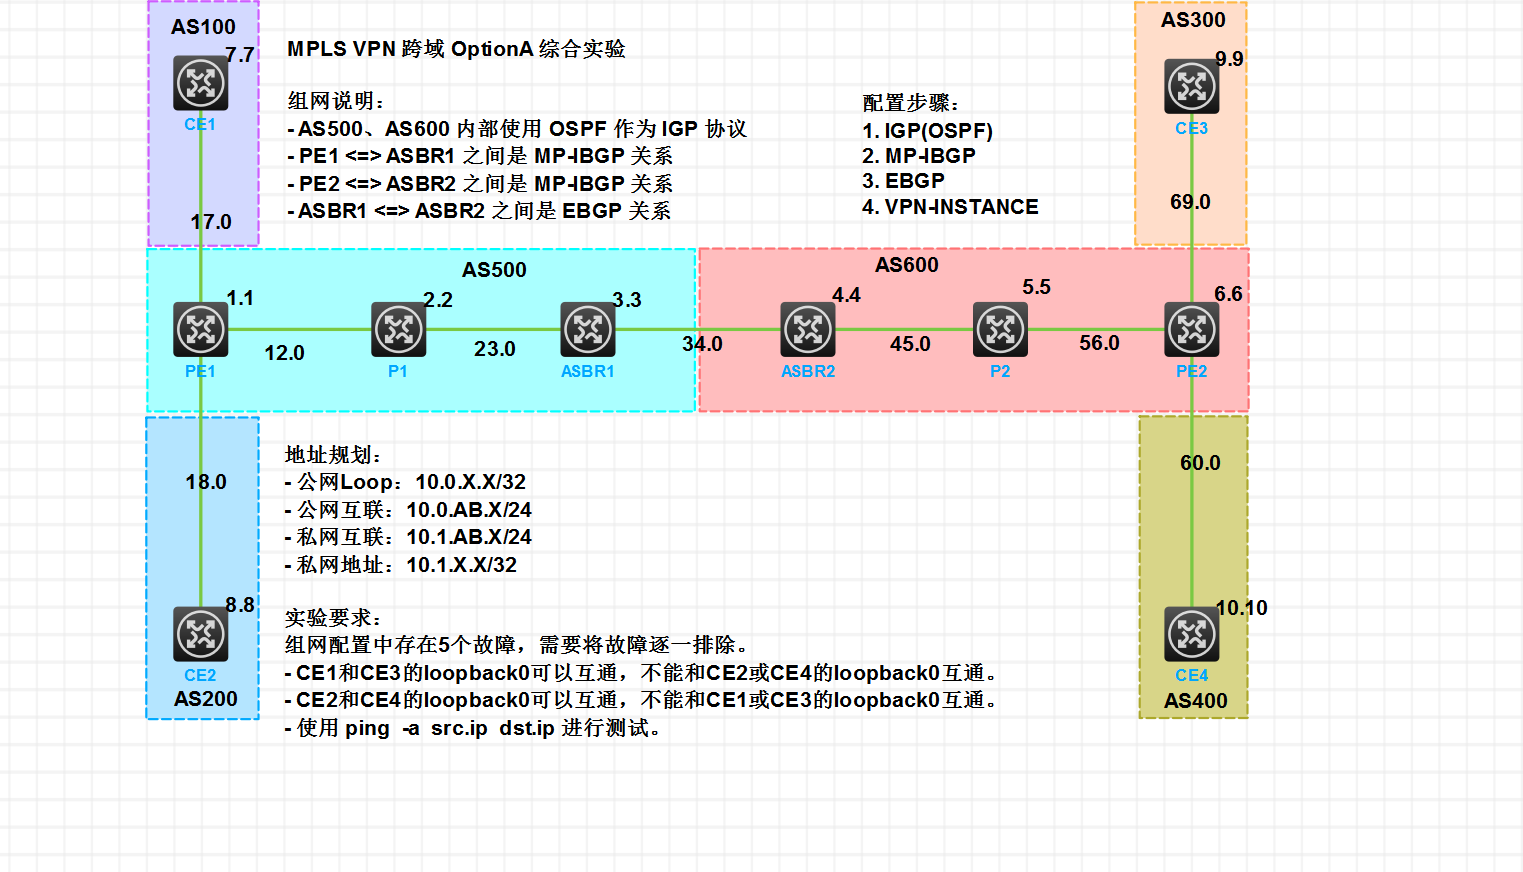 AS100
7.7
CE1
17.0
MPLS VPN 跨域 OptionA 综合实验
组网说明：
- AS500、AS600 内部使用 OSPF 作为 IGP 协议
- PE1 <=> ASBR1 之间是 MP-IBGP 关系
- PE2 <=> ASBR2 之间是 MP-IBGP 关系
- ASBR1 <=> ASBR2 之间是 EBGP 关系
配置步骤：
1. IGP(OSPF)
2. MP-IBGP
3. EBGP
4. VPN-INSTANCE
AS300
9.9
CE3
69.0
AS500
1.1
PE1
12.0
2.2
P1
23.0
3.3
ASBR1
34.0
AS600
4.4
ASBR2
45.0
5.5
P2
56.0
6.6
PE2
18.0
8.8
CE2
AS200
地址规划：
- 公网Loop：10.0.X.X/32
- 公网互联：10.0.AB.X/24
- 私网互联：10.1.AB.X/24
- 私网地址：10.1.X.X/32
实验要求：
组网配置中存在5个故障，需要将故障逐一排除。
- CE1和CE3的loopback0可以互通，不能和CE2或CE4的loopback0互通。
- CE2和CE4的loopback0可以互通，不能和CE1或CE3的loopback0互通。
- 使用 ping -a src.ip dst.ip 进行测试。
60.0
10.10
CE4
AS400